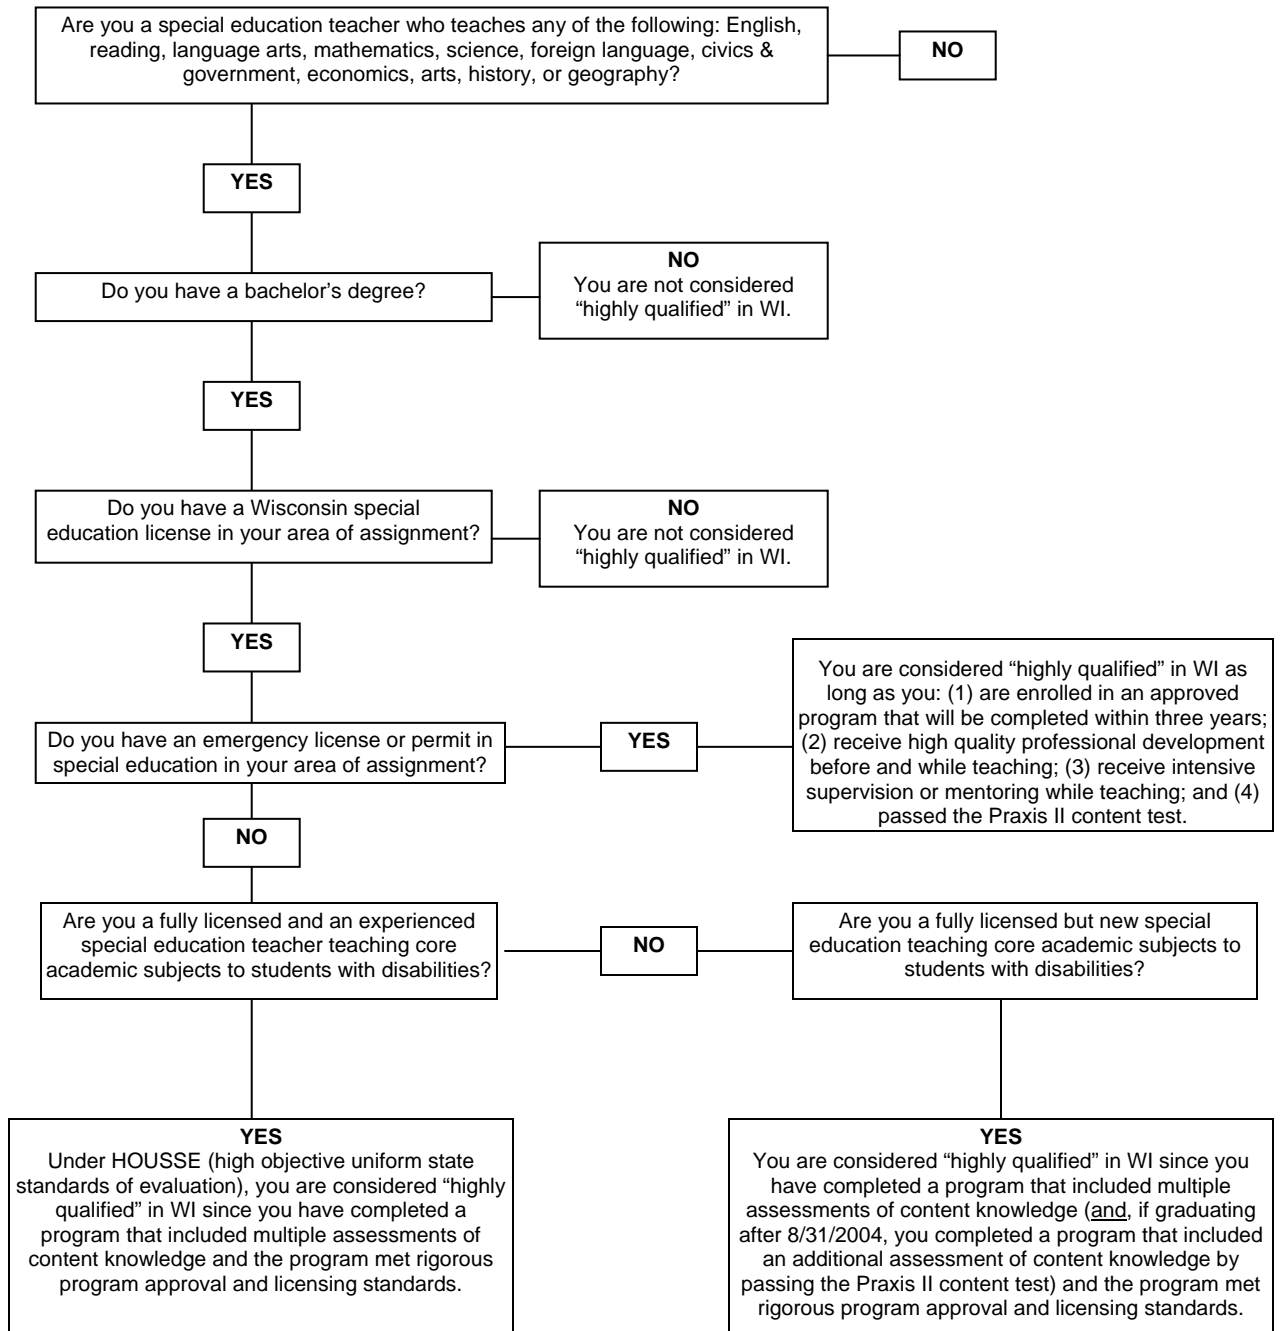 Are you a special education teacher who teaches any of the following: English,
reading, language arts, mathematics, science, foreign language, civics &
government, economics, arts, history, or geography?
NO
YES
Do you have a bachelor’s degree?
NO
You are not considered
“highly qualified” in WI.
YES
Do you have a Wisconsin special
education license in your area of assignment?
NO
You are not considered
“highly qualified” in WI.
YES
Do you have an emergency license or permit in
special education in your area of assignment?
YES
You are considered “highly qualified” in WI as
long as you: (1) are enrolled in an approved
program that will be completed within three years;
(2) receive high quality professional development
before and while teaching; (3) receive intensive
supervision or mentoring while teaching; and (4)
passed the Praxis II content test.
NO
Are you a fully licensed and an experienced
special education teacher teaching core
academic subjects to students with disabilities?
NO
Are you a fully licensed but new special
education teaching core academic subjects to
students with disabilities?
YES
Under HOUSSE (high objective uniform state
standards of evaluation), you are considered “highly
qualified” in WI since you have completed a
program that included multiple assessments of
content knowledge and the program met rigorous
program approval and licensing standards.
YES
You are considered “highly qualified” in WI since you
have completed a program that included multiple
assessments of content knowledge (and, if graduating
after 8/31/2004, you completed a program that included
an additional assessment of content knowledge by
passing the Praxis II content test) and the program met
rigorous program approval and licensing standards.